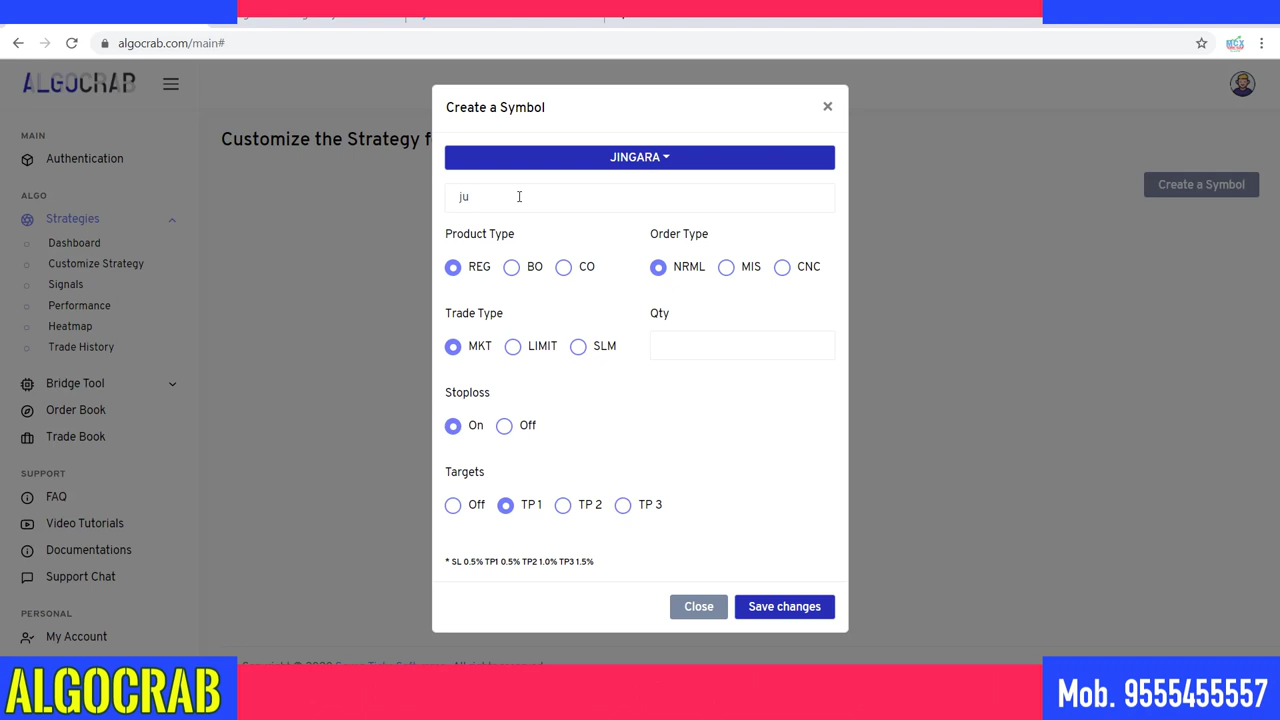 algocrab.com/main#
ALGOCRAB
MAIN
Authentication
ALGO
Strategies
Dashboard
Customize Strategy
Signals
Performance
Heatmap
Trade History
Bridge Tool
Order Book
Trade Book
SUPPORT
FAQ
Video Tutorials
Documentations
Support Chat
PERSONAL
My Account
Customize the Strategy f
Create a Symbol
Create a Symbol
×
JINGARA
ju
Product Type
REG BO CO
Order Type
NRML MIS CNC
Trade Type
MKT LIMIT SLM
Qty
Stoploss
On Off
Targets
Off TP 1 TP 2 TP 3
* SL 0.5% TP1 0.5% TP2 1.0% TP3 1.5%
Close Save changes
ALGOCRAB
Mob. 9555455557